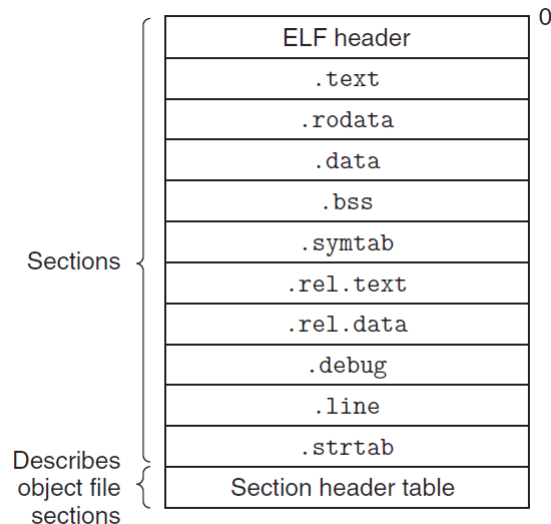 0
ELF header
.text
.rodata
.data
.bss
Sections
.symtab
.rel.text
.rel.data
.debug
.line
.strtab
Describes
object file
sections
Section header table